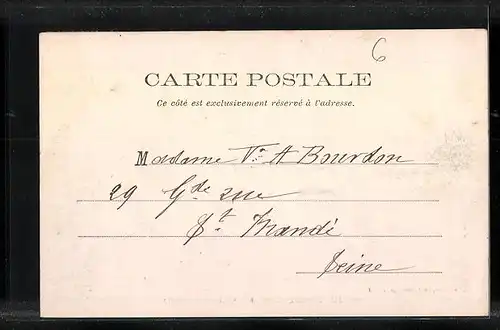 6
CARTE POSTALE
Ce côté est exclusivement réservé à l'adresse.
Madame Vve A Bourdon
29 Gde rue
St. Mandé
Seine